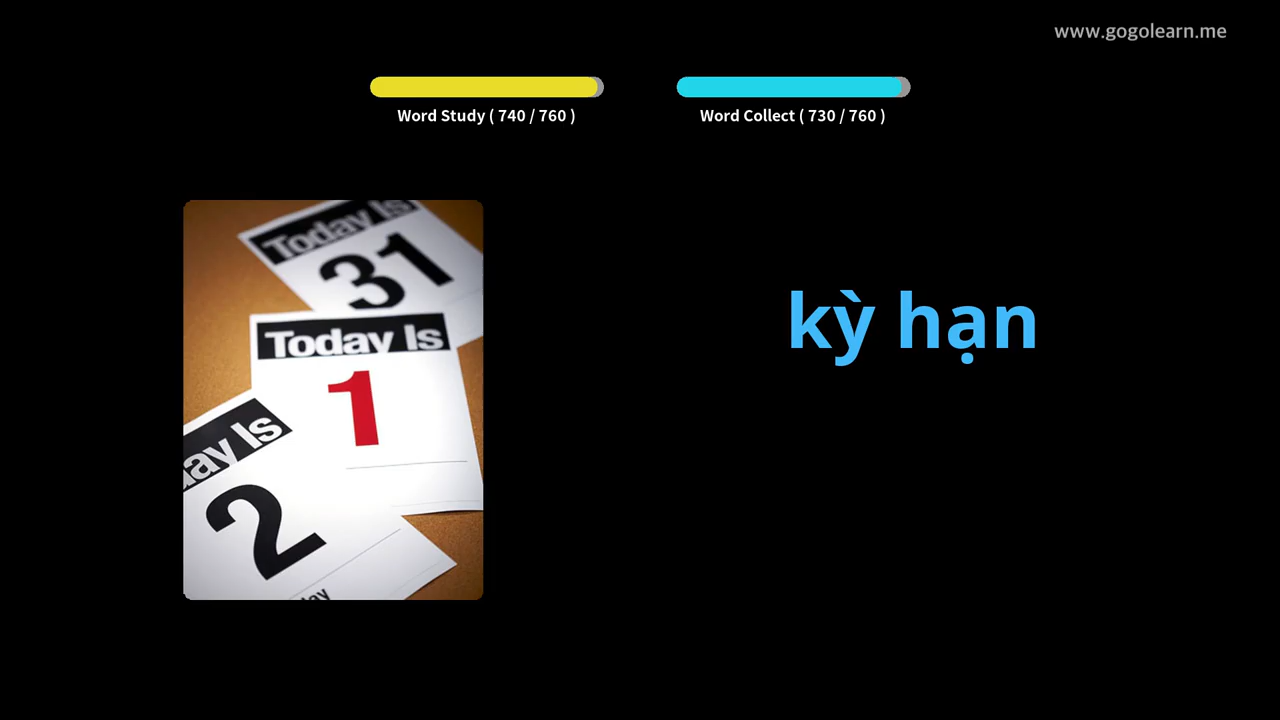 www.gogolearn.me
Word Study ( 740 / 760 )
Word Collect ( 730 / 760 )
Today Is
31
Today Is
1
ay Is
2
ay
kỳ hạn